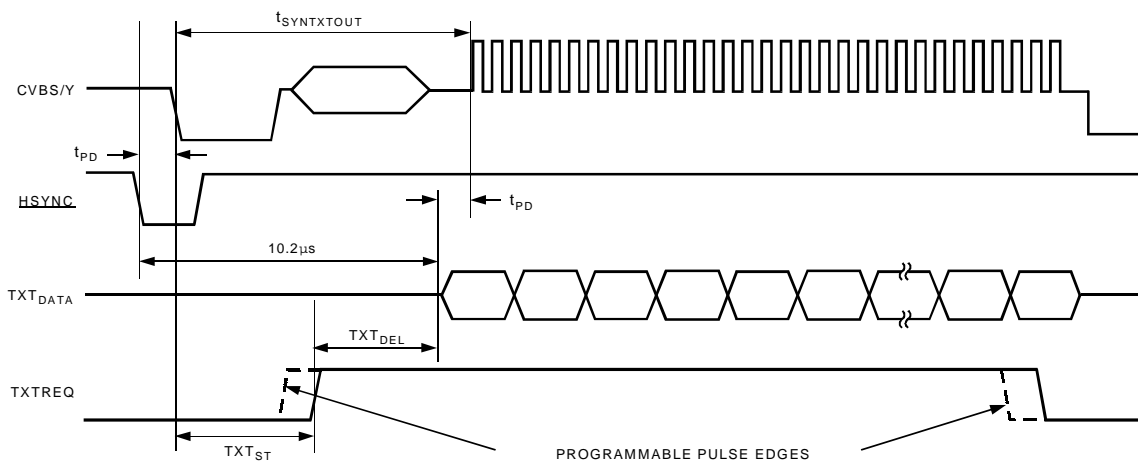 tSYNTXTOUT
CVBS/Y
tPD
HSYNC
tPD
10.2µs
TXTDATA
TXTDEL
TXTREQ
TXTST
PROGRAMMABLE PULSE EDGES